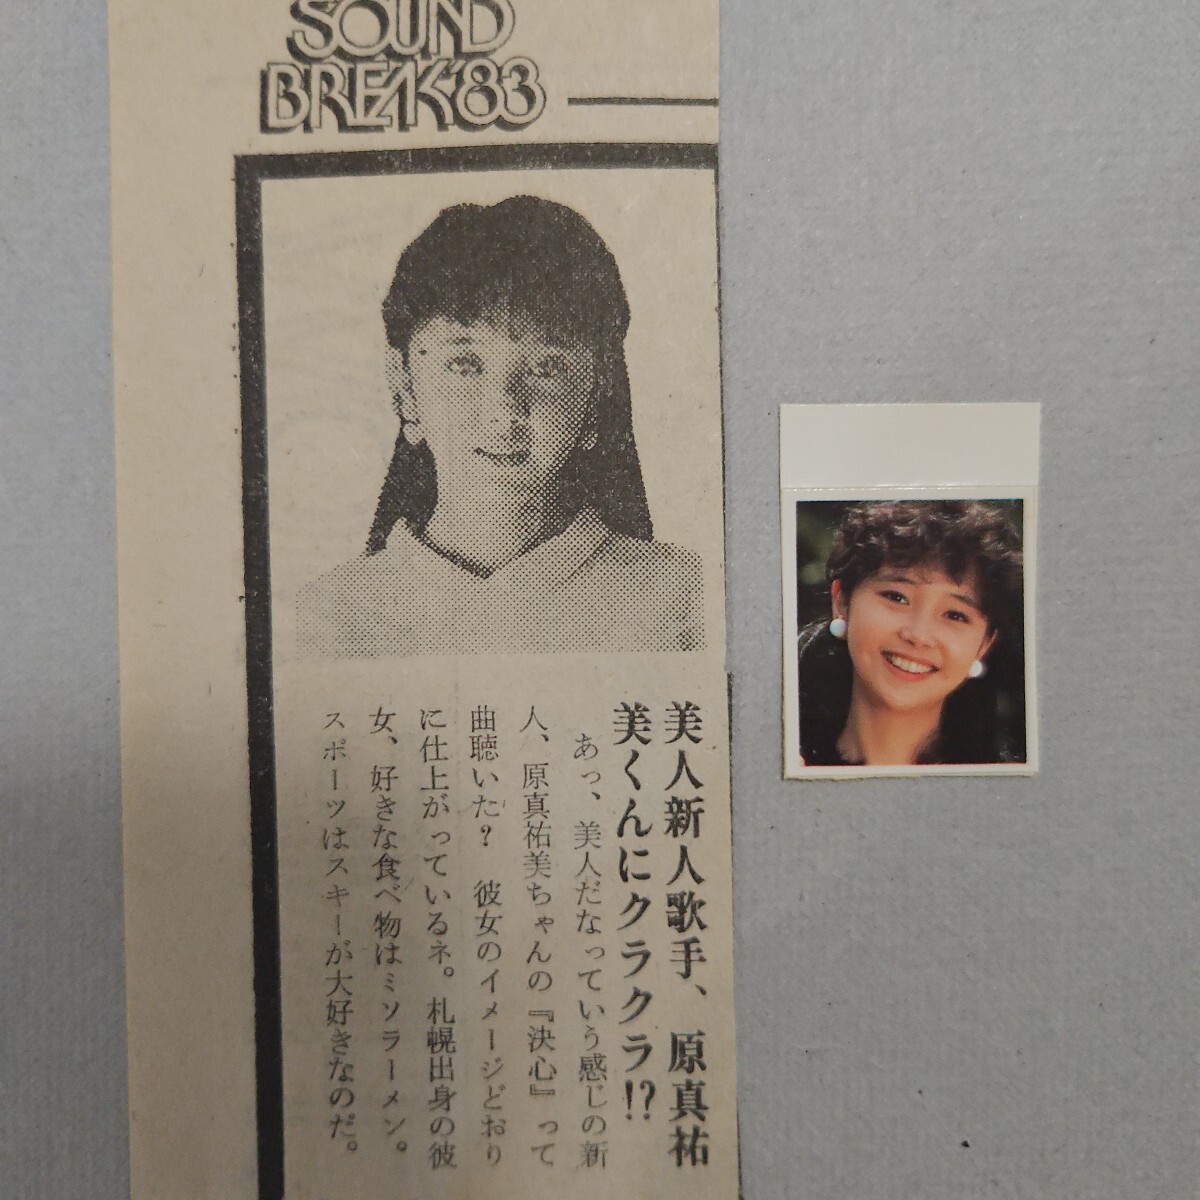 SOUND
BREAK'83
美人新人歌手、原真祐
美くんにクラクラ!?
あっ、美人だなっていう感じの新
人、原真祐美ちゃんの『決心』って
曲聴いた?　彼女のイメージどおり
に仕上がっているネ。札幌出身の彼
女、好きな食べ物はミソラーメン。
スポーツはスキーが大好きなのだ。